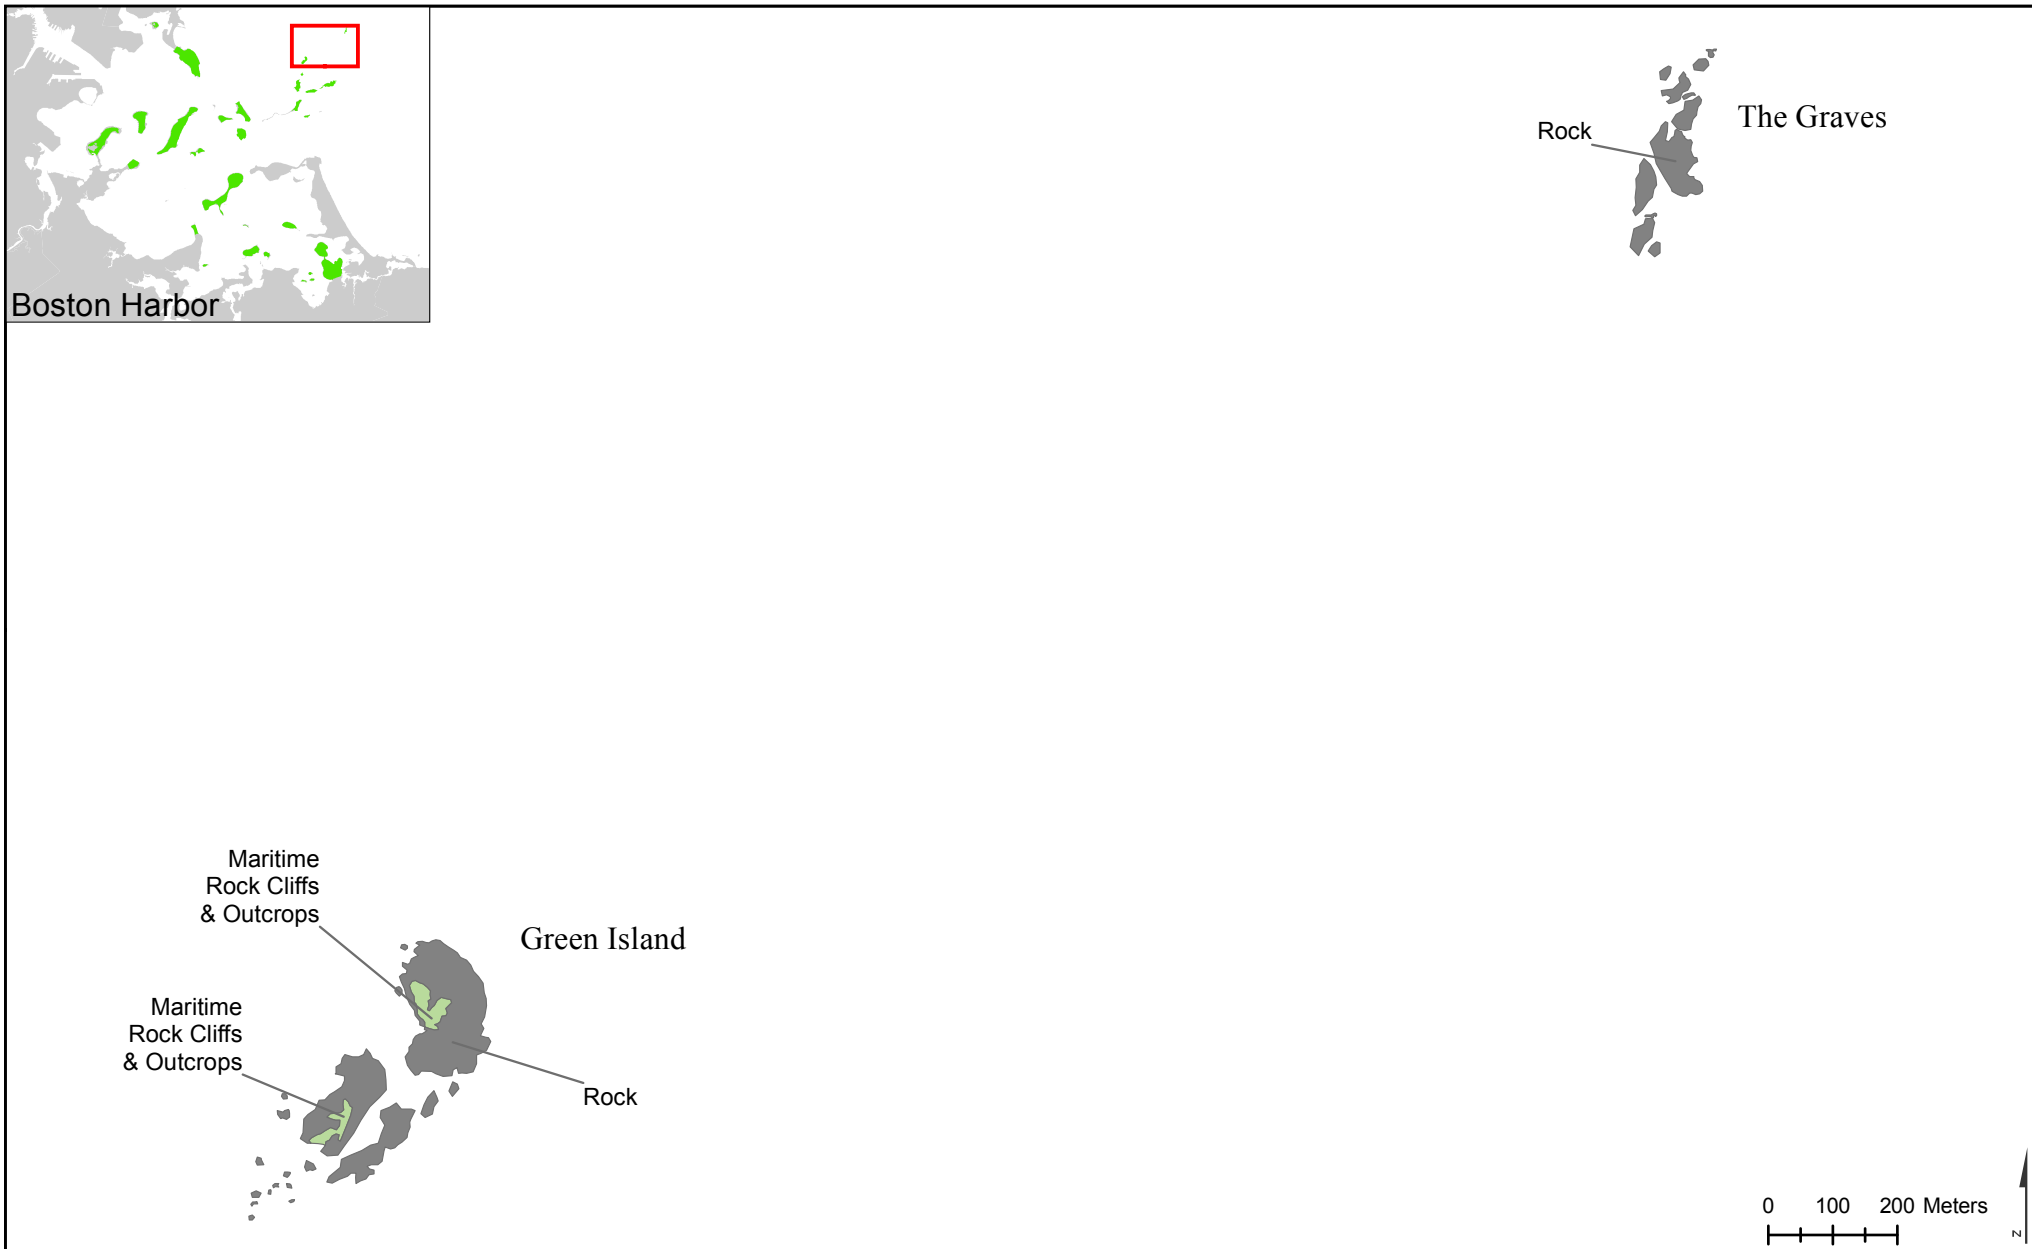 Boston Harbor
The Graves
Rock
Maritime
Rock Cliffs
& Outcrops
Green Island
Maritime
Rock Cliffs
& Outcrops
Rock
0 100 200 Meters
N